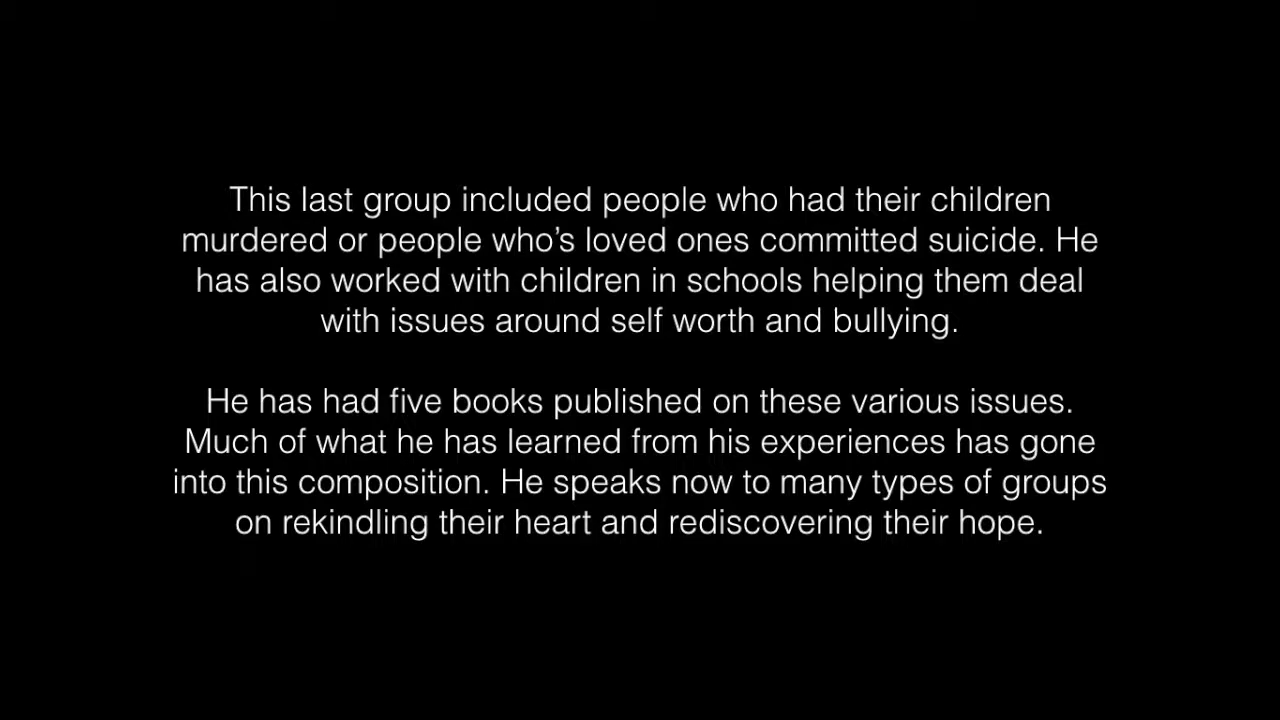 This last group included people who had their children
murdered or people who’s loved ones committed suicide. He
has also worked with children in schools helping them deal
with issues around self worth and bullying.
He has had five books published on these various issues.
Much of what he has learned from his experiences has gone
into this composition. He speaks now to many types of groups
on rekindling their heart and rediscovering their hope.